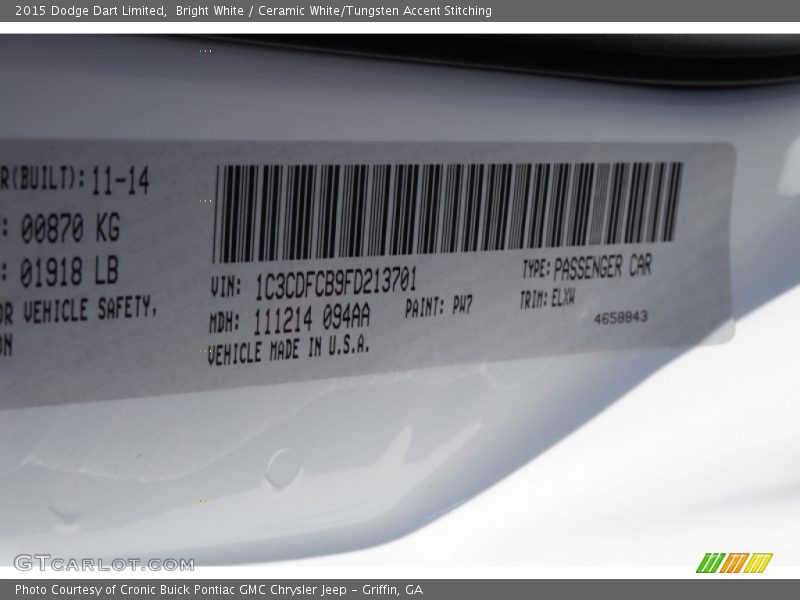 2015 Dodge Dart Limited, Bright White / Ceramic White/Tungsten Accent Stitching
R(BUILT): 11-14
: 00870 KG
: 01918 LB
OR VEHICLE SAFETY,
ON
VIN: 1C3CDFCB9FD213701
TYPE: PASSENGER CAR
MDH: 111214 094AA
PAINT: PW7
TRIM: ELXW
VEHICLE MADE IN U.S.A.
4658843
GTCARLOT.COM
Photo Courtesy of Cronic Buick Pontiac GMC Chrysler Jeep - Griffin, GA